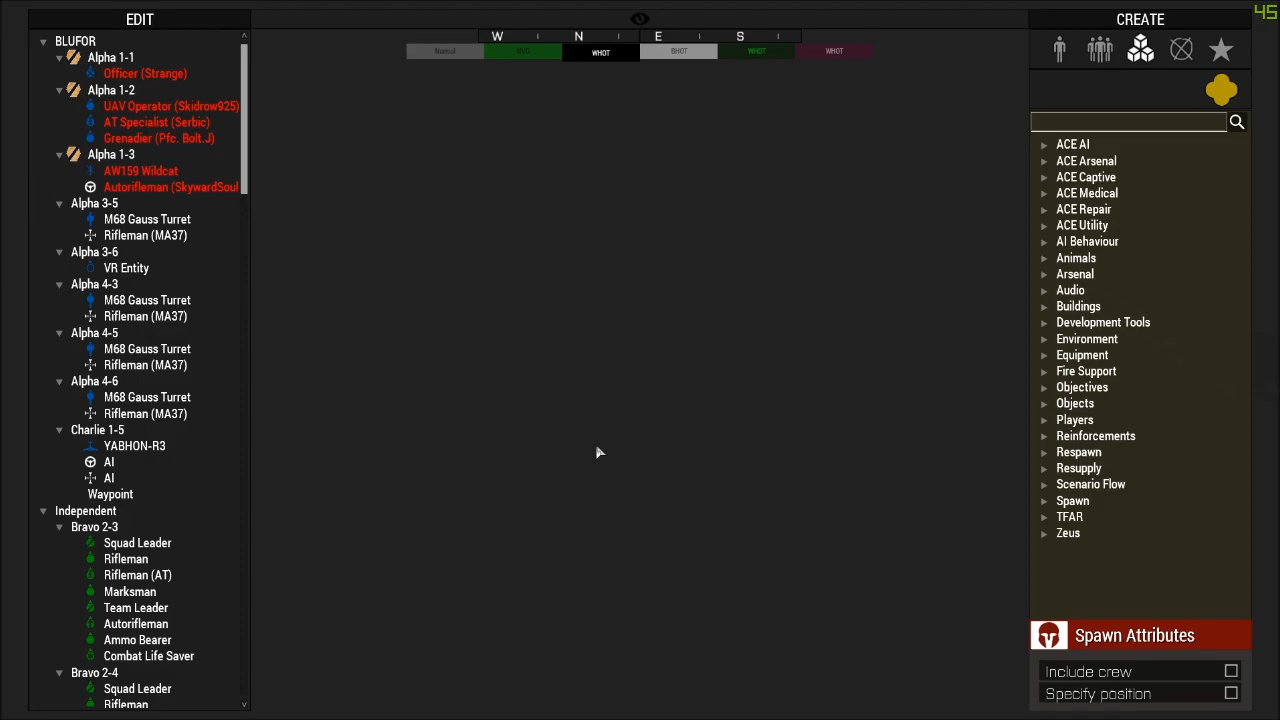 45
EDIT
BLUFOR
Alpha 1-1
Officer (Strange)
Alpha 1-2
UAV Operator (Skidrow925)
AT Specialist (Serbic)
Grenadier (Pfc. Bolt.J)
Alpha 1-3
AW159 Wildcat
Autorifleman (SkywardSoul
Alpha 3-5
M68 Gauss Turret
Rifleman (MA37)
Alpha 3-6
VR Entity
Alpha 4-3
M68 Gauss Turret
Rifleman (MA37)
Alpha 4-5
M68 Gauss Turret
Rifleman (MA37)
Alpha 4-6
M68 Gauss Turret
Rifleman (MA37)
Charlie 1-5
YABHON-R3
AI
AI
Waypoint
Independent
Bravo 2-3
Squad Leader
Rifleman
Rifleman (AT)
Marksman
Team Leader
Autorifleman
Ammo Bearer
Combat Life Saver
Bravo 2-4
Squad Leader
Rifleman
W N E S
Normal NVG WHOT BHOT WHOT WHOT
CREATE
ACE AI
ACE Arsenal
ACE Captive
ACE Medical
ACE Repair
ACE Utility
AI Behaviour
Animals
Arsenal
Audio
Buildings
Development Tools
Environment
Equipment
Fire Support
Objectives
Objects
Players
Reinforcements
Respawn
Resupply
Scenario Flow
Spawn
TFAR
Zeus
Spawn Attributes
Include crew
Specify position